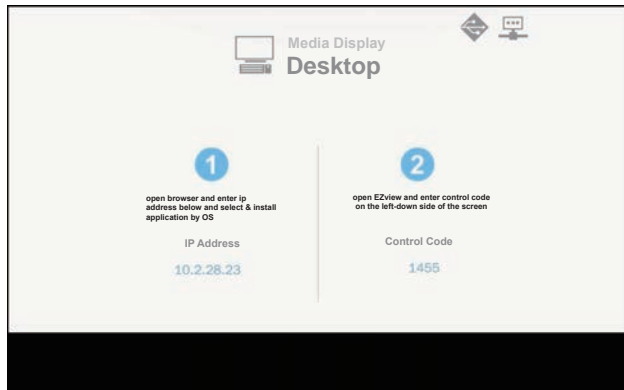 Media Display
Desktop
1
open browser and enter ip
address below and select & install
application by OS
IP Address
10.2.28.23
2
open EZview and enter control code
on the left-down side of the screen
Control Code
1455